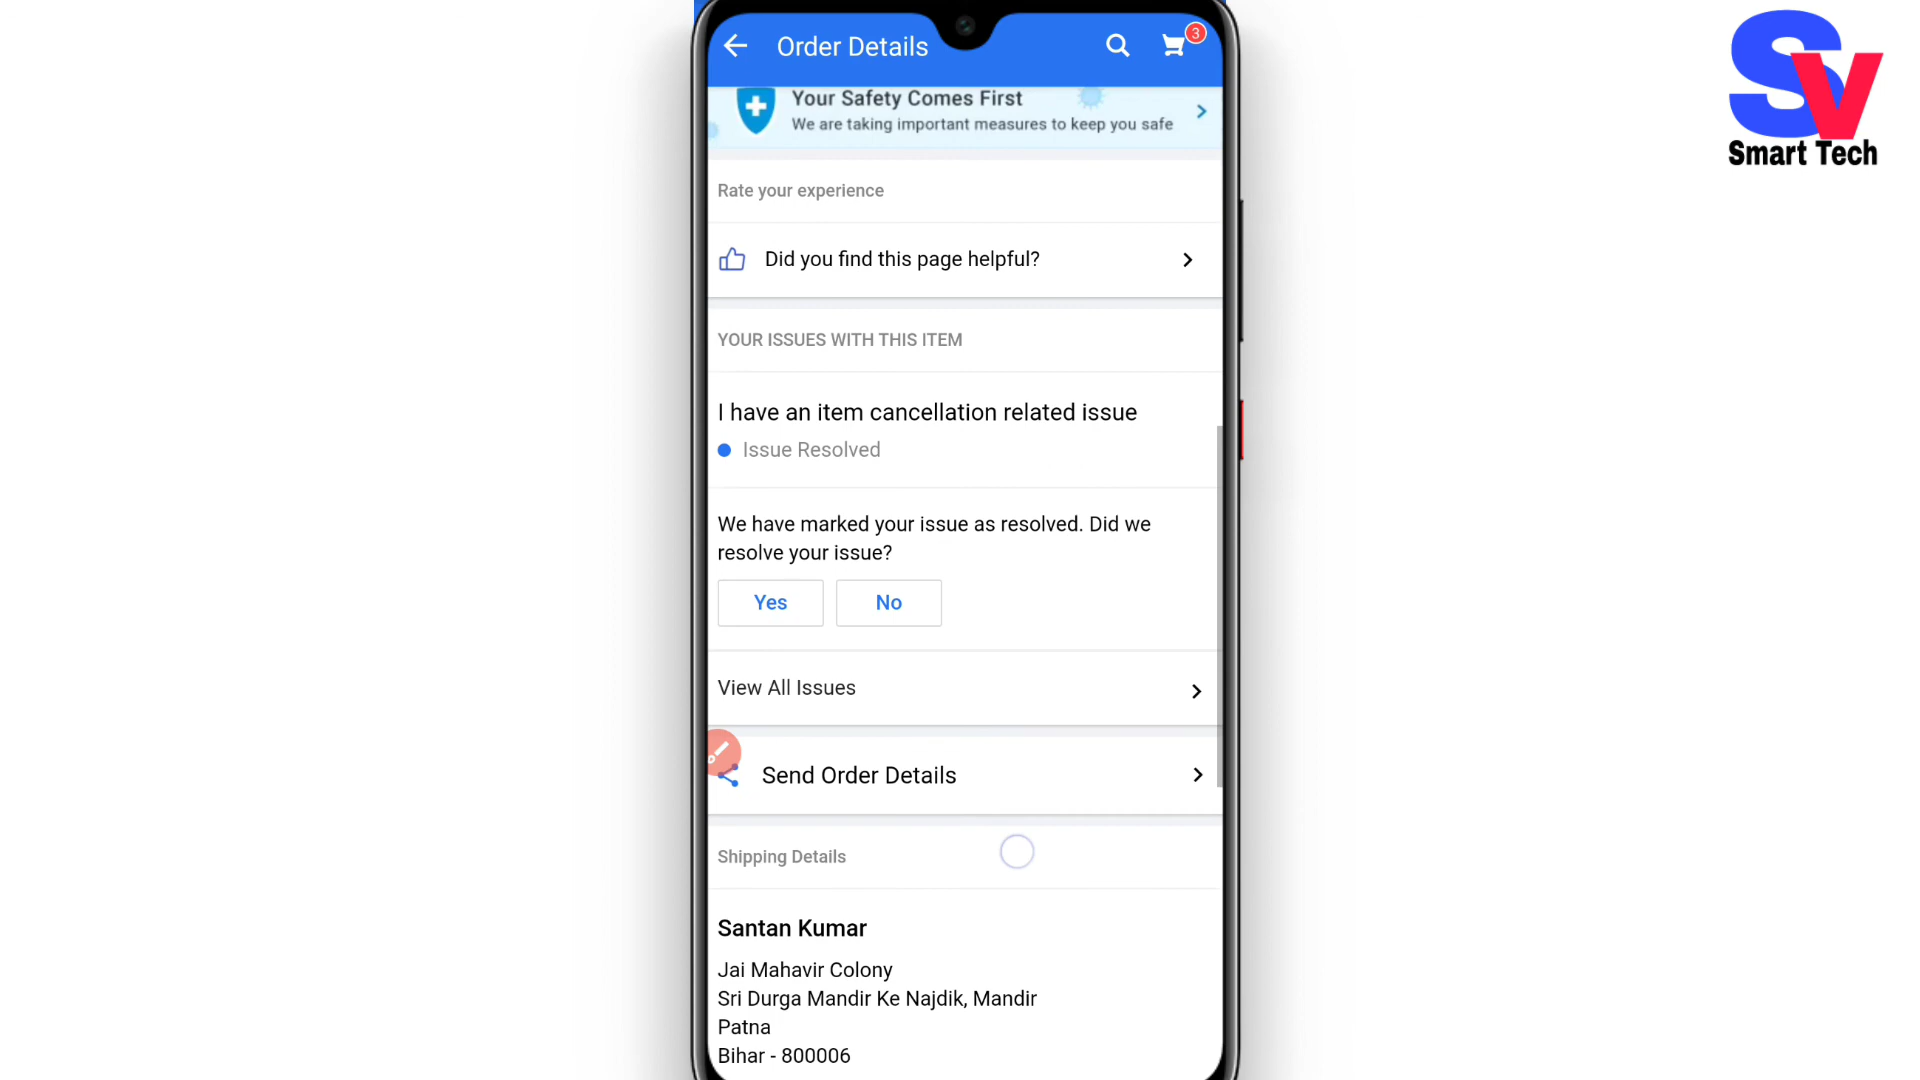 Order Details
3
Your Safety Comes First
We are taking important measures to keep you safe
Rate your experience
Did you find this page helpful?
YOUR ISSUES WITH THIS ITEM
I have an item cancellation related issue
Issue Resolved
We have marked your issue as resolved. Did we
resolve your issue?
Yes No
View All Issues
Send Order Details
Shipping Details
Santan Kumar
Jai Mahavir Colony
Sri Durga Mandir Ke Najdik, Mandir
Patna
Bihar - 800006
SV
Smart Tech